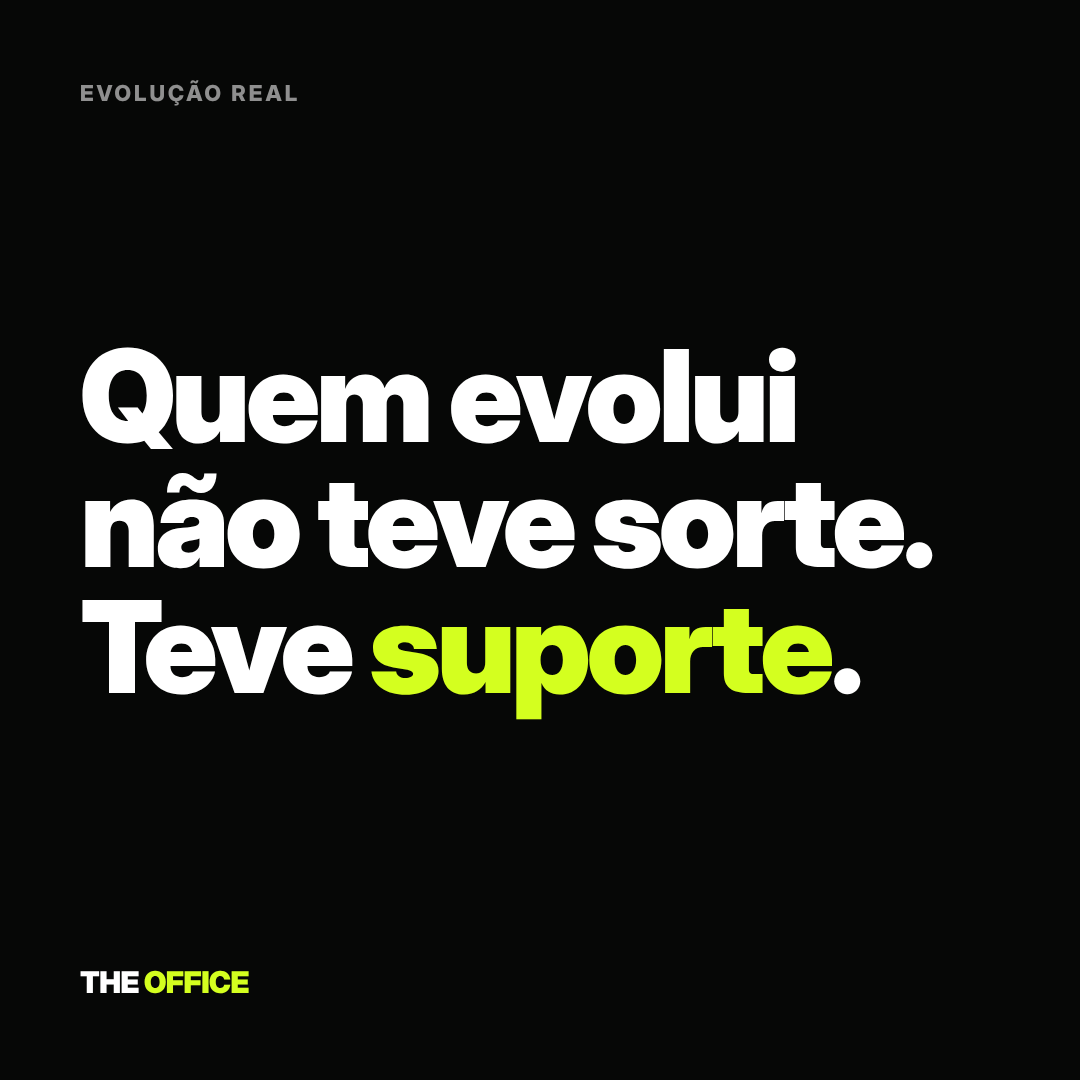 EVOLUÇÃO REAL
Quem evolui
não teve sorte.
Teve suporte.
THE OFFICE